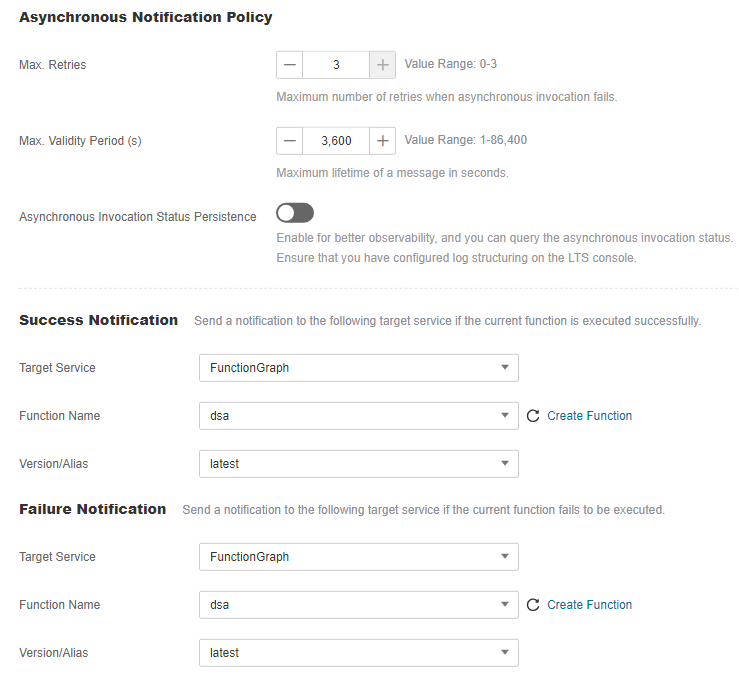 Asynchronous Notification Policy
Max. Retries
3
Value Range: 0-3
Maximum number of retries when asynchronous invocation fails.
Max. Validity Period (s)
3,600
Value Range: 1-86,400
Maximum lifetime of a message in seconds.
Asynchronous Invocation Status Persistence
Enable for better observability, and you can query the asynchronous invocation status.
Ensure that you have configured log structuring on the LTS console.
Success Notification Send a notification to the following target service if the current function is executed successfully.
Target Service FunctionGraph
Function Name dsa Create Function
Version/Alias latest
Failure Notification Send a notification to the following target service if the current function fails to be executed.
Target Service FunctionGraph
Function Name dsa Create Function
Version/Alias latest